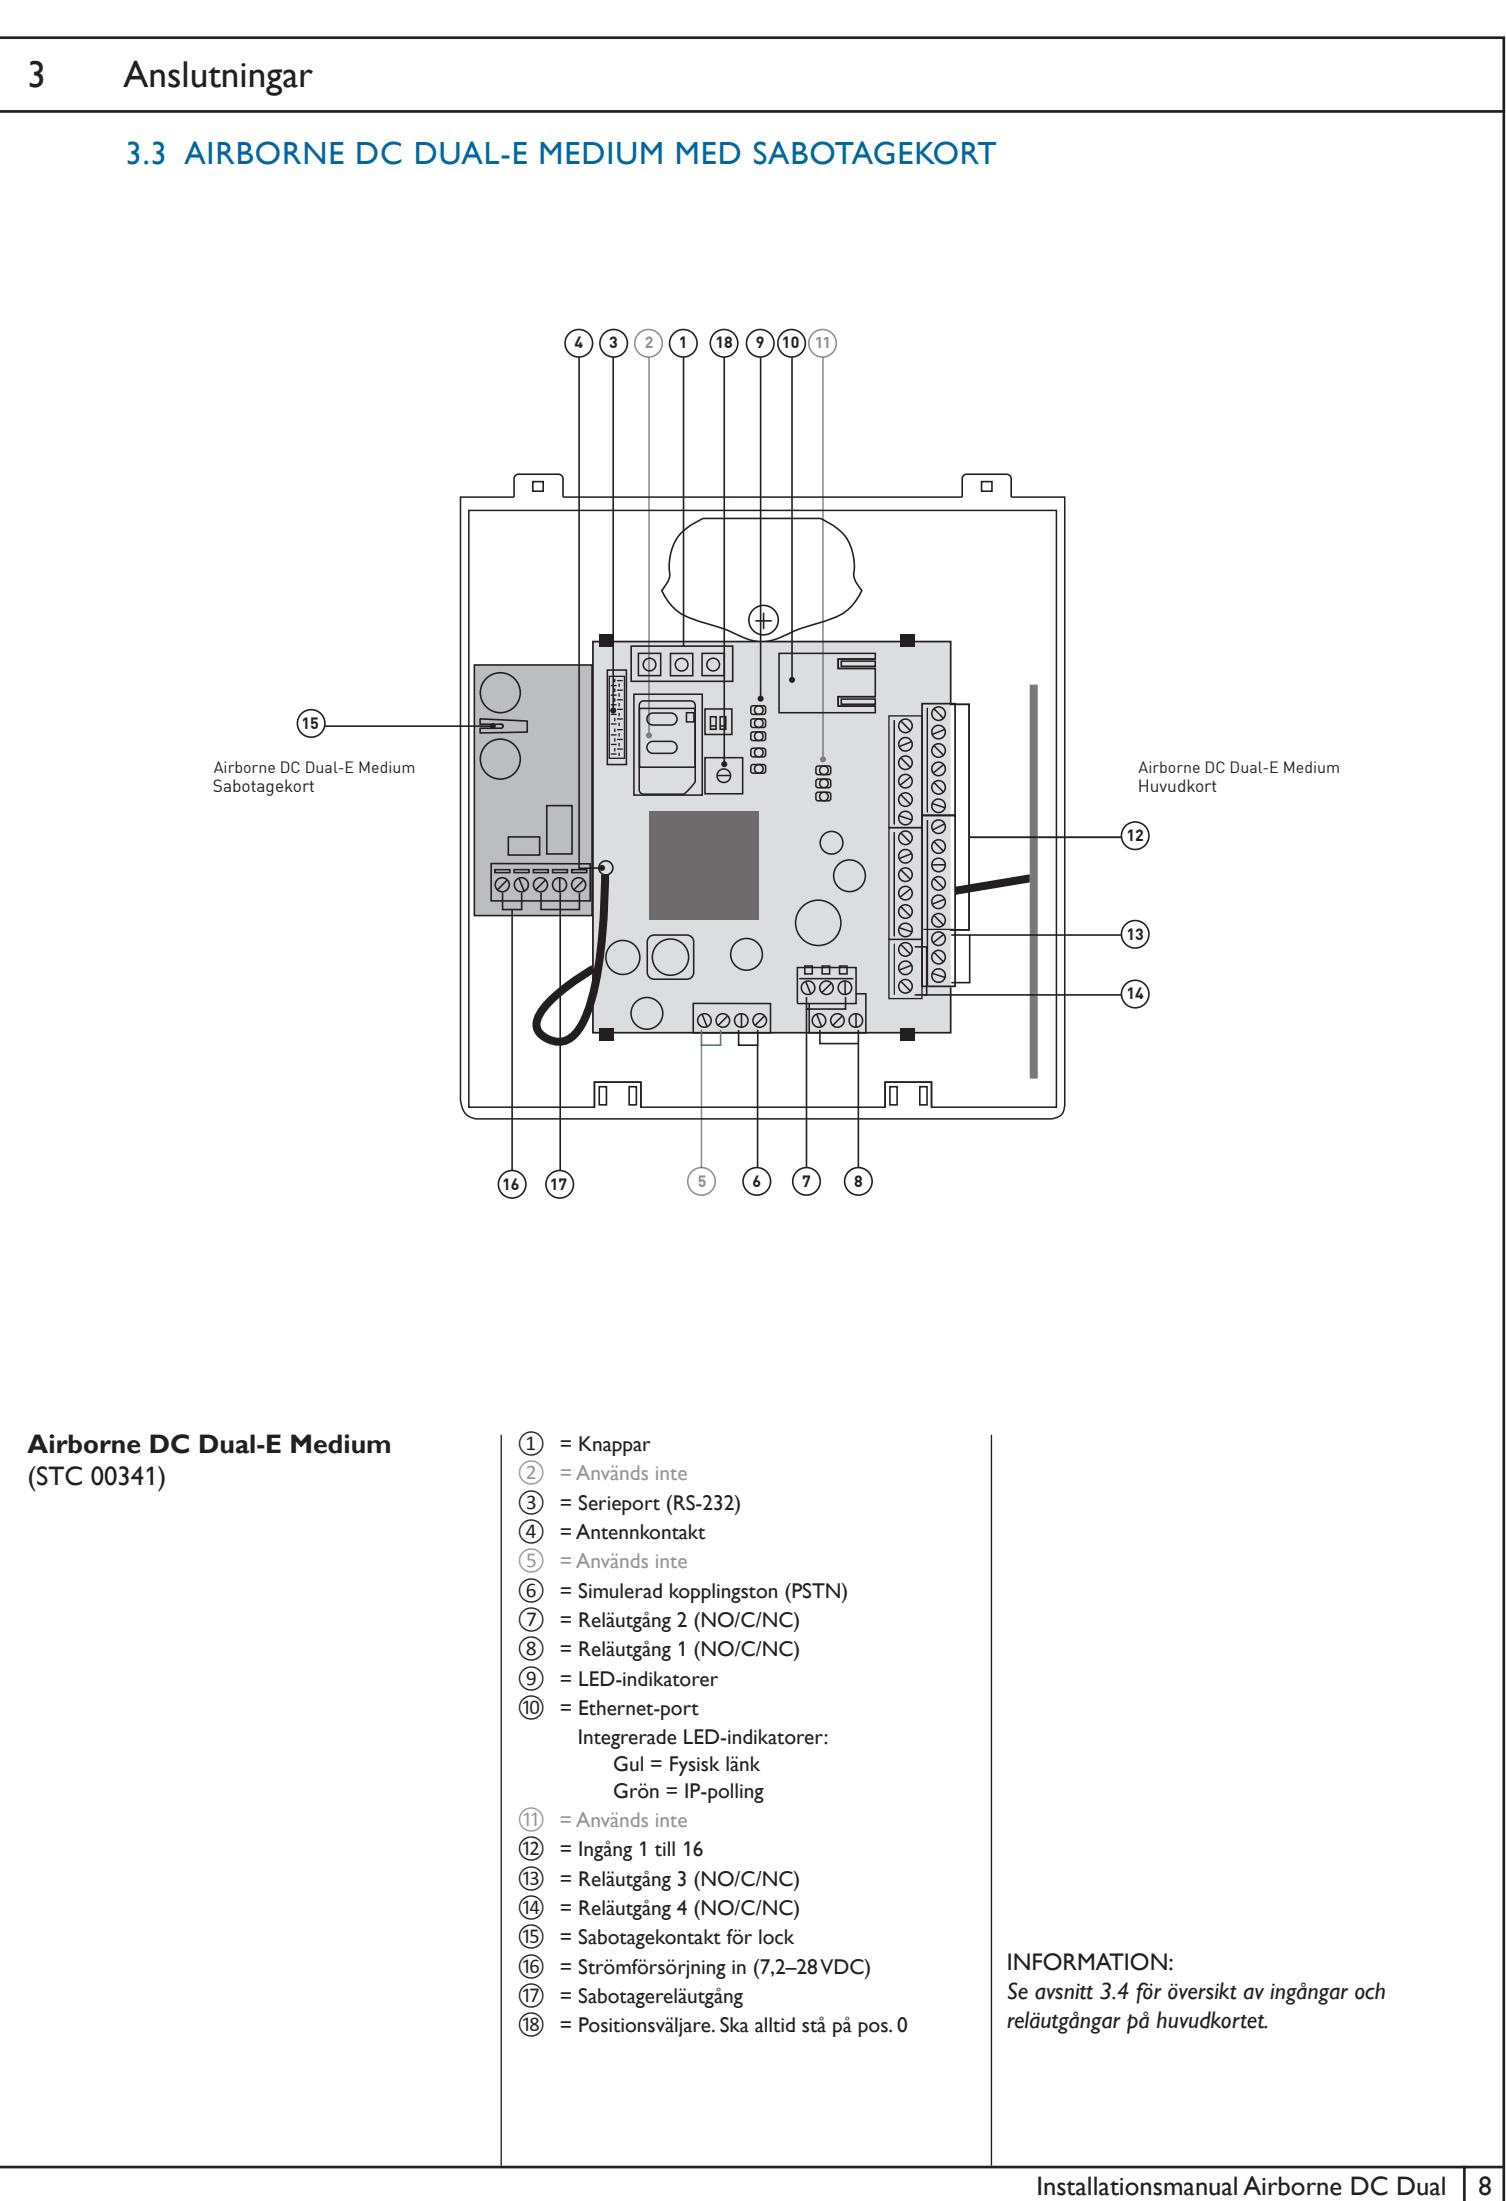 3 Anslutningar
3.3 AIRBORNE DC DUAL-E MEDIUM MED SABOTAGEKORT
4 3 2 1 18 9 10 11
15
Airborne DC Dual-E Medium
Sabotagekort
Airborne DC Dual-E Medium
Huvudkort
12
13
14
16 17 5 6 7 8
Airborne DC Dual-E Medium
(STC 00341)
1 = Knappar
2 = Används inte
3 = Serieport (RS-232)
4 = Antennkontakt
5 = Används inte
6 = Simulerad kopplingston (PSTN)
7 = Reläutgång 2 (NO/C/NC)
8 = Reläutgång 1 (NO/C/NC)
9 = LED-indikatorer
10 = Ethernet-port
Integrerade LED-indikatorer:
Gul = Fysisk länk
Grön = IP-polling
11 = Används inte
12 = Ingång 1 till 16
13 = Reläutgång 3 (NO/C/NC)
14 = Reläutgång 4 (NO/C/NC)
15 = Sabotagekontakt för lock
16 = Strömförsörjning in (7,2–28 VDC)
17 = Sabotagereläutgång
18 = Positionsväljare. Ska alltid stå på pos. 0
INFORMATION:
Se avsnitt 3.4 för översikt av ingångar och
reläutgångar på huvudkortet.
Installationsmanual Airborne DC Dual 8